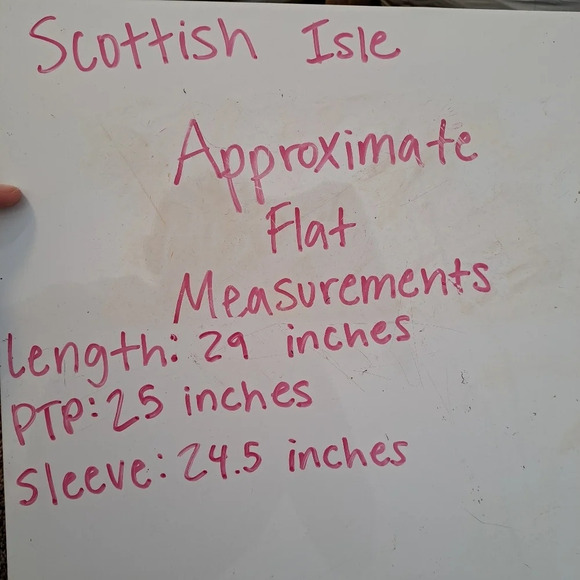 Scottish Isle
Approximate
Flat
Measurements
length: 29 inches
PTP: 25 inches
Sleeve: 24.5 inches